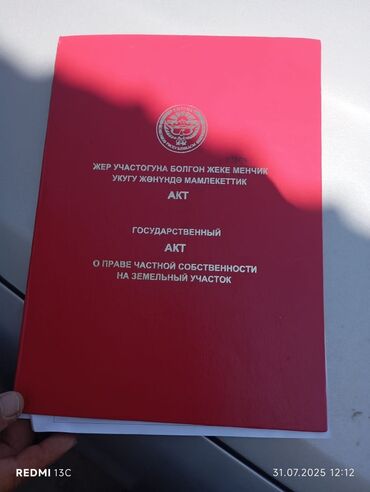 ЖЕР УЧАСТОГУНА БОЛГОН ЖЕКЕ МЕНЧИК
УКУГУ ЖӨНҮНДӨ МАМЛЕКЕТТИК
АКТ
ГОСУДАРСТВЕННЫЙ
АКТ
О ПРАВЕ ЧАСТНОЙ СОБСТВЕННОСТИ
НА ЗЕМЕЛЬНЫЙ УЧАСТОК
REDMI 13C
31.07.2025 12:12